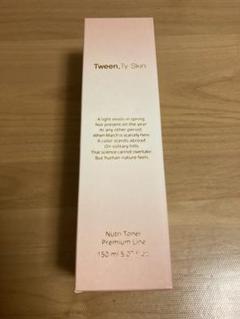 Tween,Ty Skin
A light exists in spring
Not present on the year
At any other period.
When March is scarcely here
A color stands abroad
On solitary hills
That science cannot overtake,
But human nature feels.
Nutri Toner
Premium Line
150 ml 5.07 fl.oz.